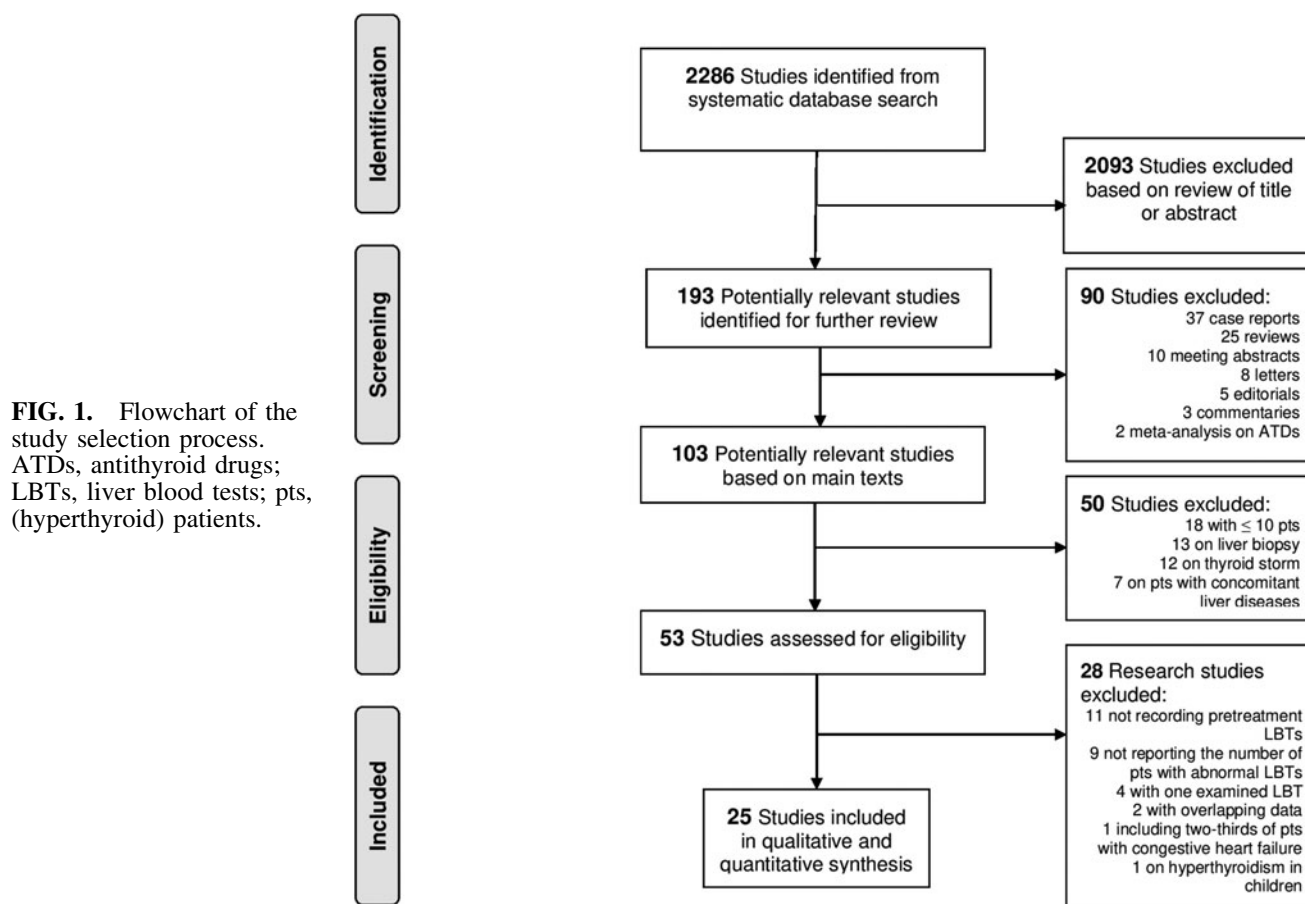 Identification
2286 Studies identified from
systematic database search
2093 Studies excluded
based on review of title
or abstract
Screening
193 Potentially relevant studies
identified for further review
90 Studies excluded:
37 case reports
25 reviews
10 meeting abstracts
8 letters
5 editorials
3 commentaries
2 meta-analysis on ATDs
FIG. 1. Flowchart of the
study selection process.
ATDs, antithyroid drugs;
LBTs, liver blood tests; pts,
(hyperthyroid) patients.
103 Potentially relevant studies
based on main texts
Eligibility
50 Studies excluded:
18 with ≤ 10 pts
13 on liver biopsy
12 on thyroid storm
7 on pts with concomitant
liver diseases
53 Studies assessed for eligibility
28 Research studies
excluded:
11 not recording pretreatment
LBTs
9 not reporting the number of
pts with abnormal LBTs
4 with one examined LBT
2 with overlapping data
1 including two-thirds of pts
with congestive heart failure
1 on hyperthyroidism in
children
Included
25 Studies included
in qualitative and
quantitative synthesis